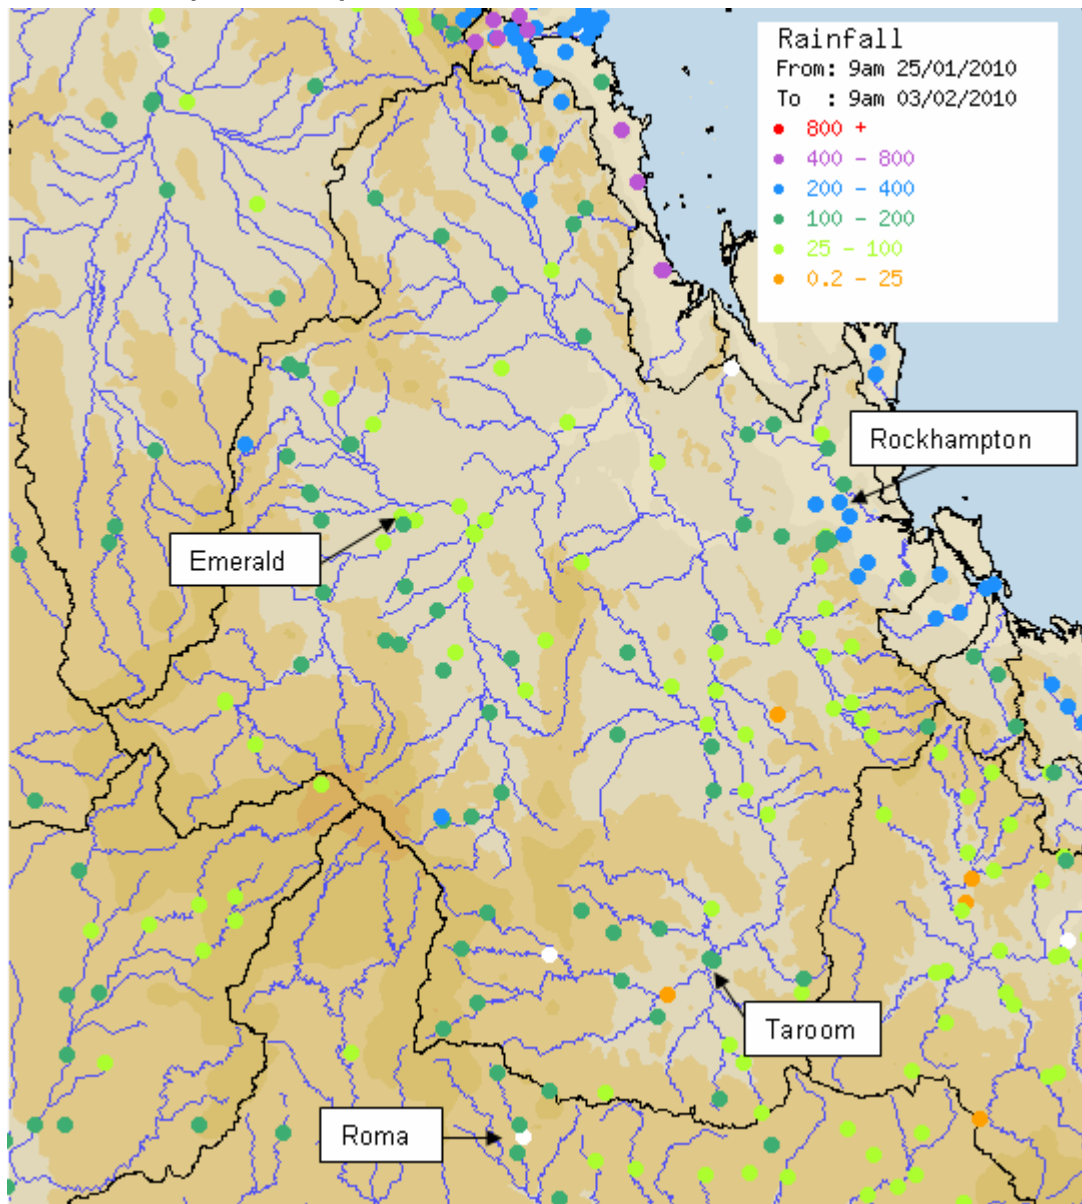 Rainfall
From: 9am 25/01/2010
To  : 9am 03/02/2010
800 +
400 - 800
200 - 400
100 - 200
25 - 100
0.2 - 25
Rockhampton
Emerald
Taroom
Roma